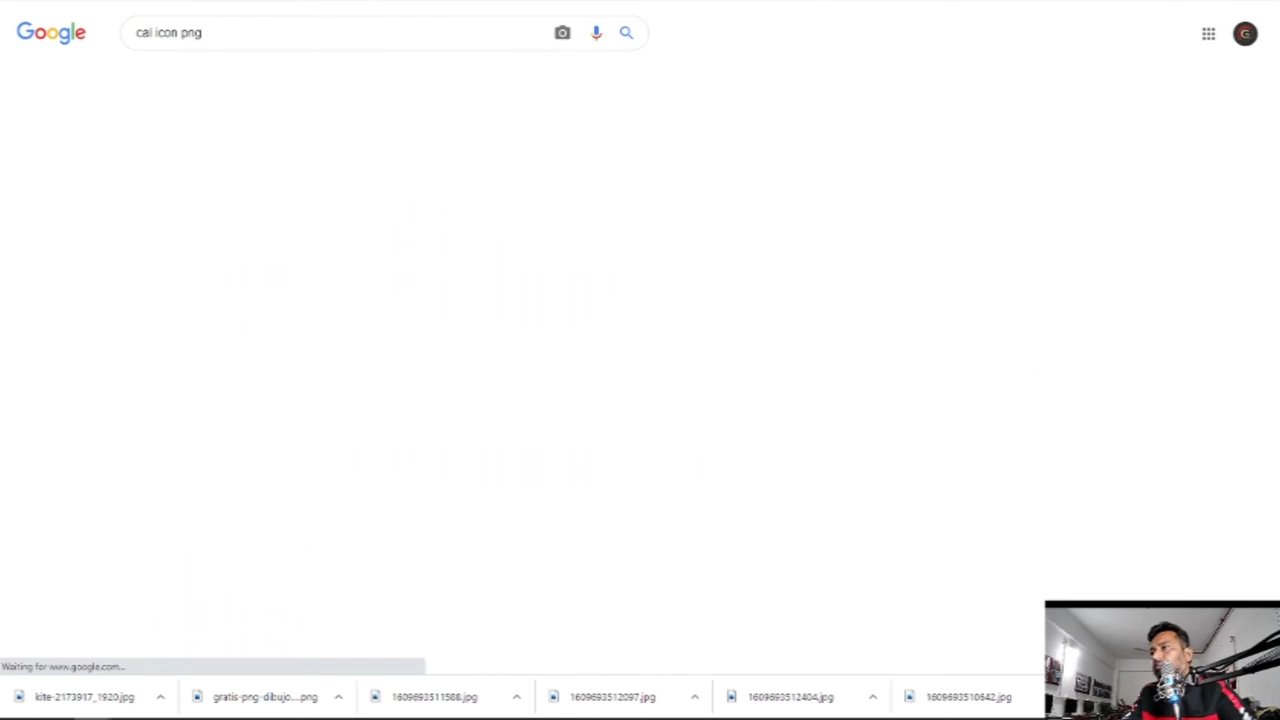 Google
cal icon png
G
Waiting for www.google.com...
kite-2173917_1920.jpg
gratis-png-dibujo....png
1609693511588.jpg
1609693512097.jpg
1609693512404.jpg
1609693510642.jpg